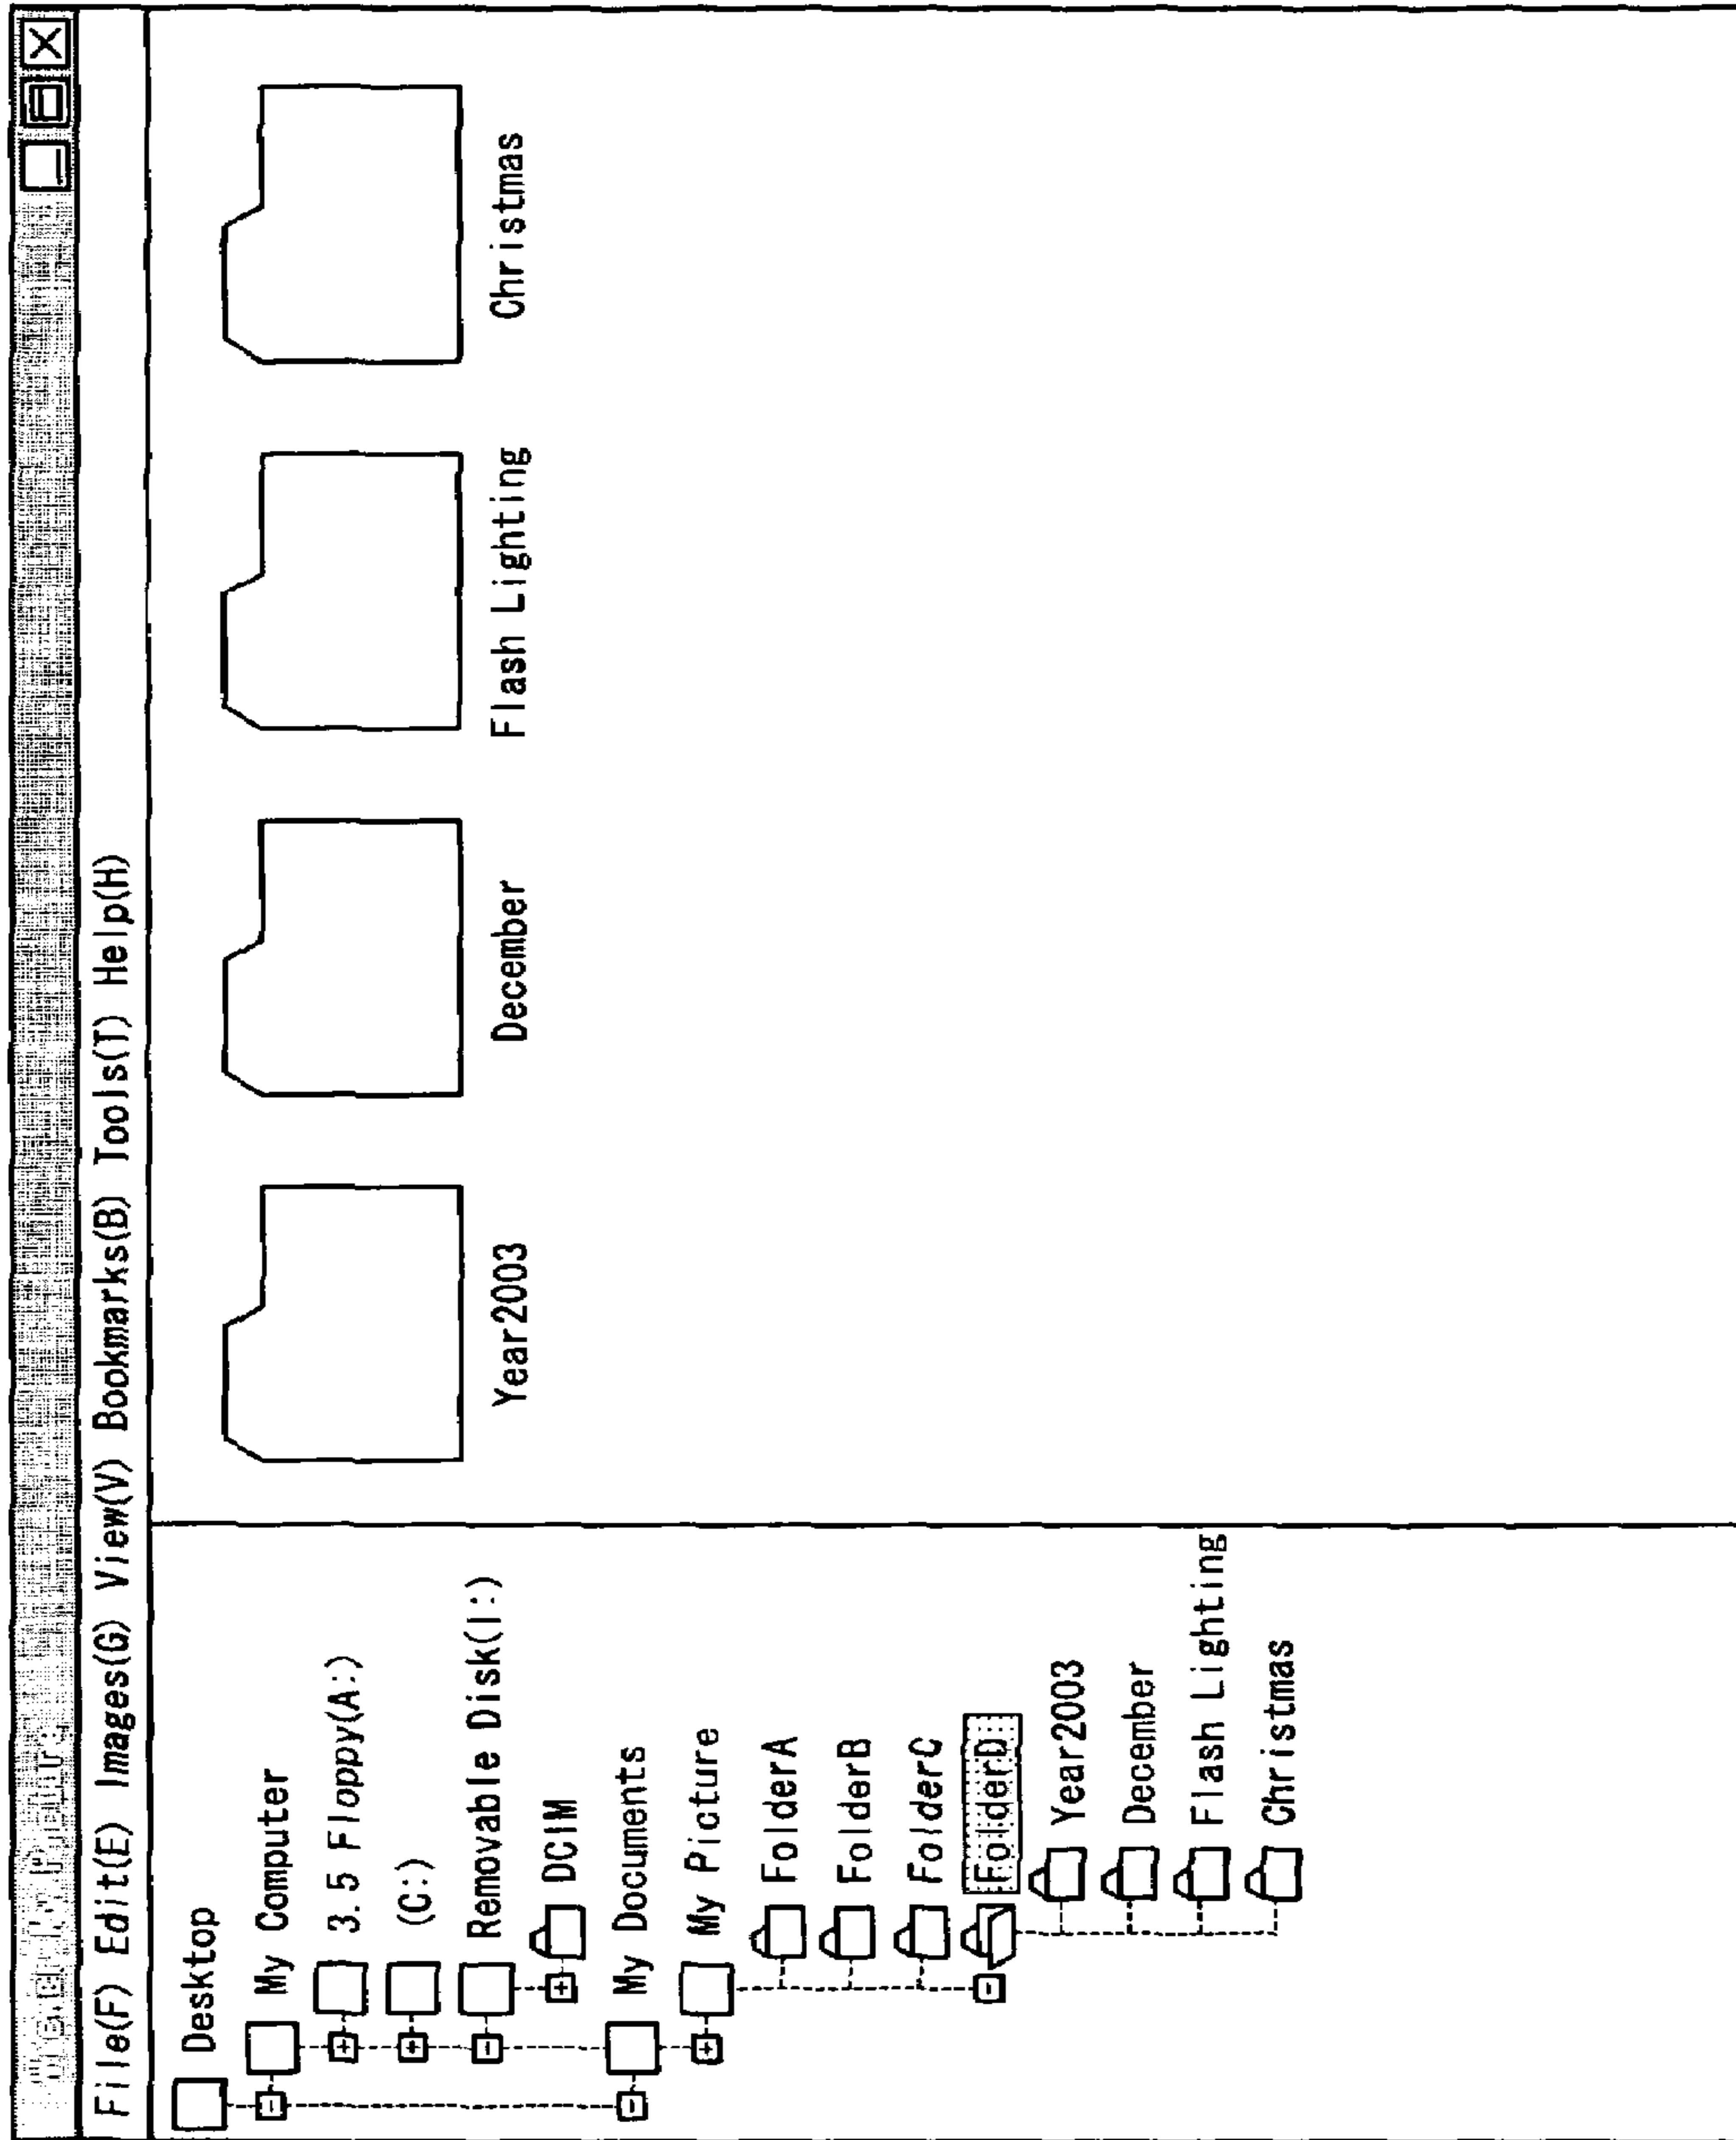 File(F) Edit(E) Images(G) View(V) Bookmarks(B) Tools(T) Help(H)
Desktop
My Computer
3.5 Floppy(A:)
(C:)
Removable Disk(I:)
DCIM
My Documents
My Picture
FolderA
FolderB
FolderC
FolderD
Year2003
December
Flash Lighting
Christmas
Year2003
December
Flash Lighting
Christmas